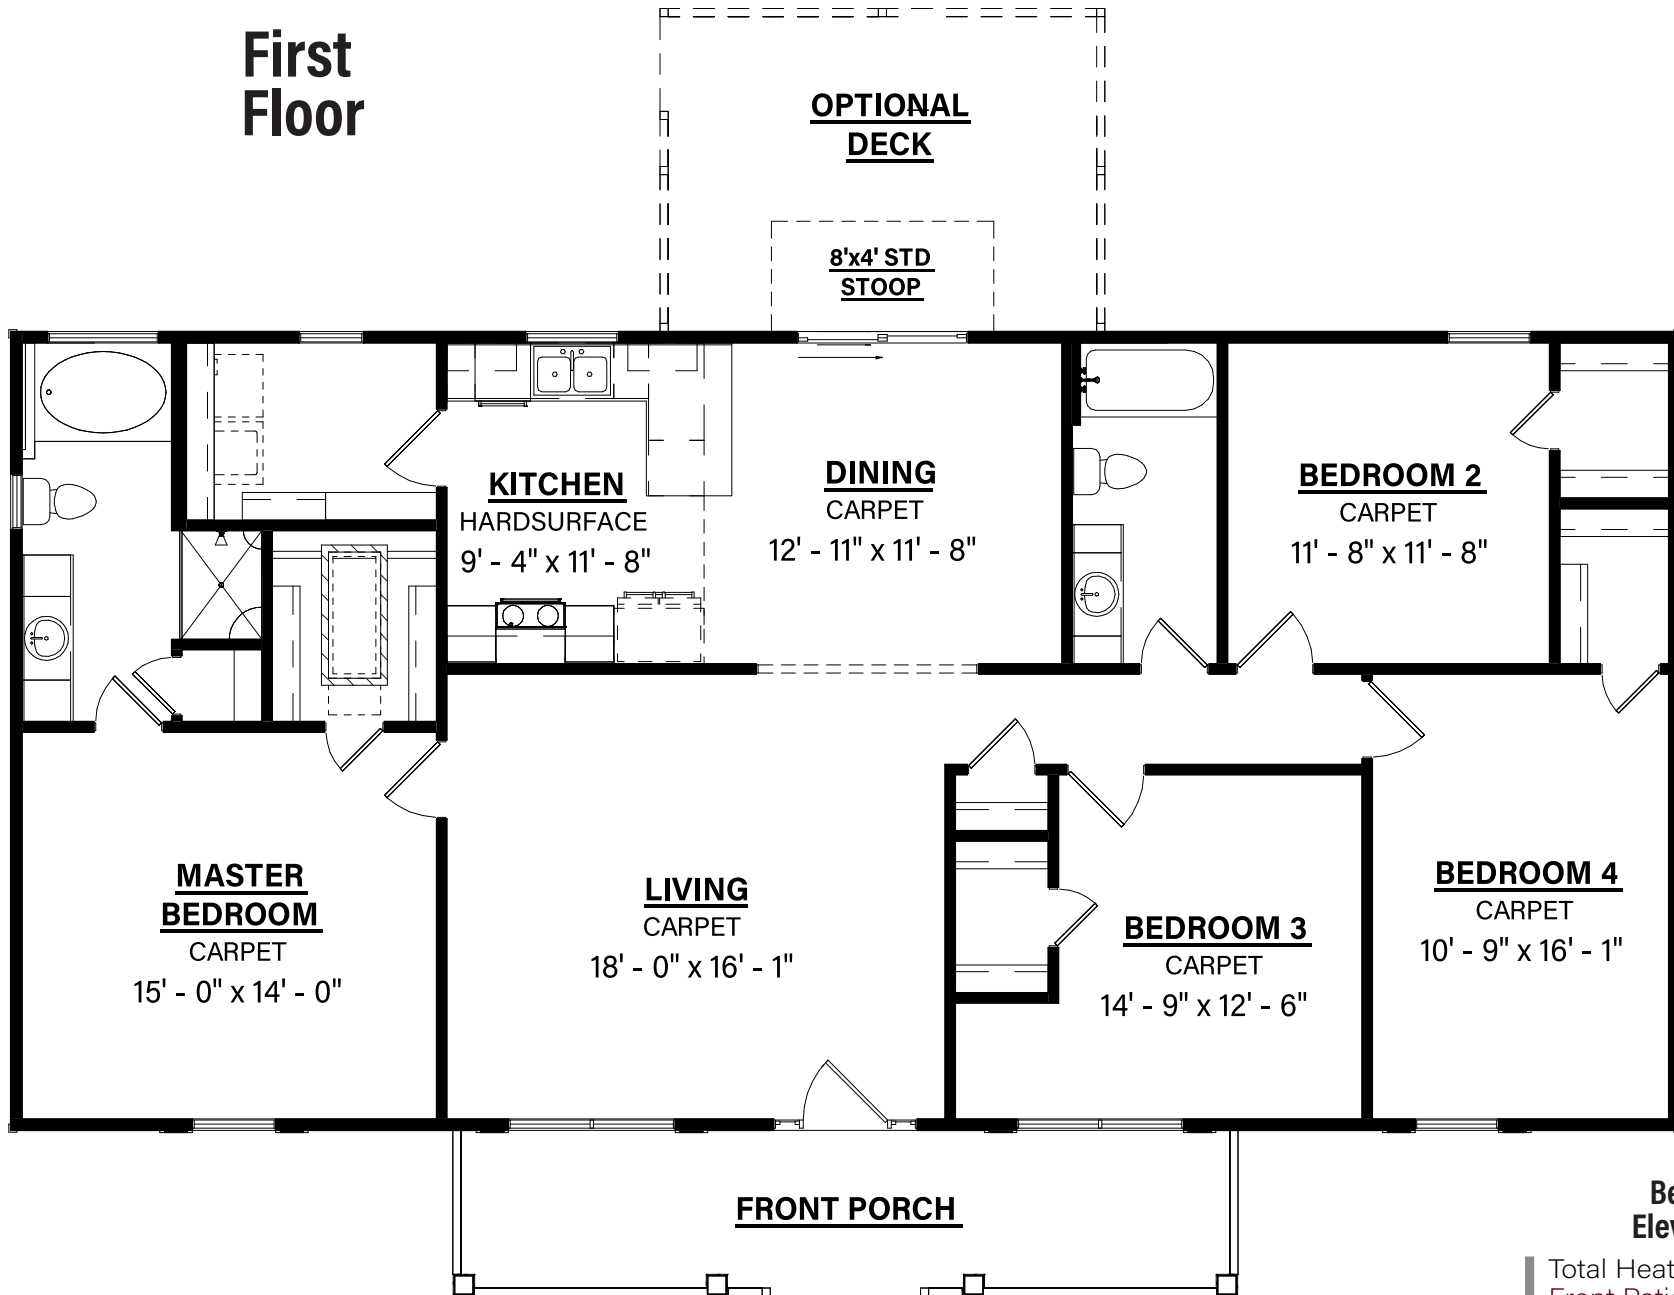 First
Floor
OPTIONAL
DECK
8'x4' STD
STOOP
KITCHEN
HARDSURFACE
9' - 4" x 11' - 8"
DINING
CARPET
12' - 11" x 11' - 8"
BEDROOM 2
CARPET
11' - 8" x 11' - 8"
MASTER
BEDROOM
CARPET
15' - 0" x 14' - 0"
LIVING
CARPET
18' - 0" x 16' - 1"
BEDROOM 3
CARPET
14' - 9" x 12' - 6"
BEDROOM 4
CARPET
10' - 9" x 16' - 1"
FRONT PORCH
Total
Front